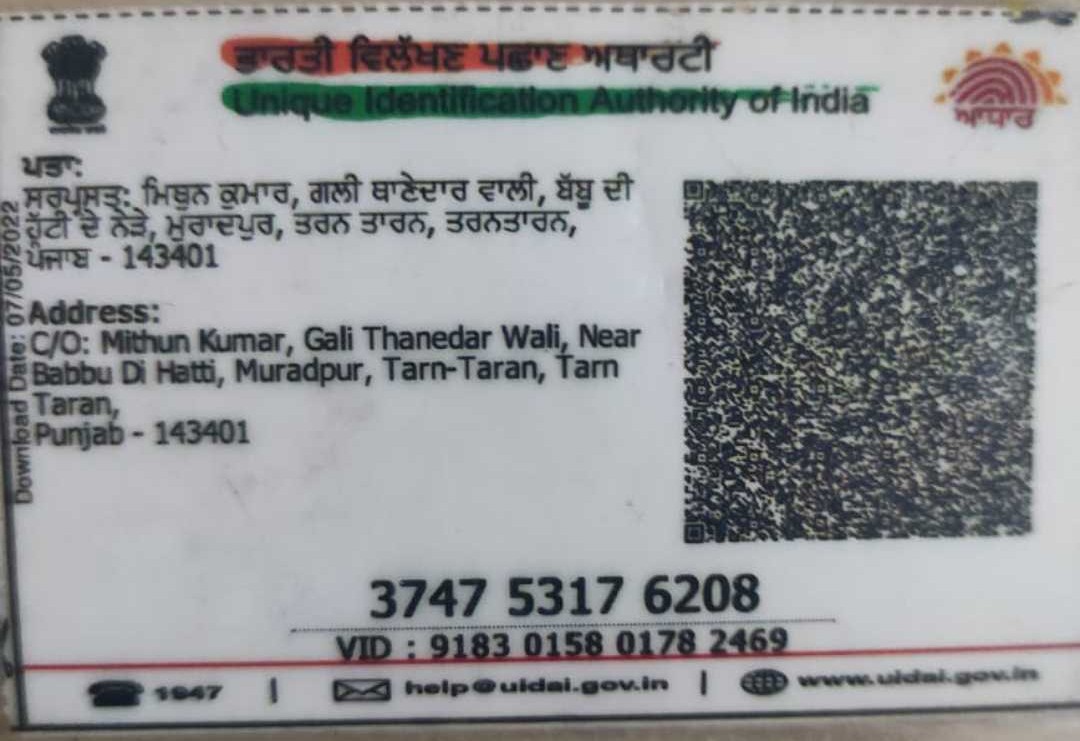 ਭਾਰਤੀ ਵਿਲੱਖਣ ਪਛਾਣ ਅਥਾਰਟੀ
Unique Identification Authority of India
ਆਧਾਰ
ਪਤਾ:
ਸਰਪ੍ਰਸਤ: ਮਿਥੁਨ ਕੁਮਾਰ, ਗਲੀ ਥਾਣੇਦਾਰ ਵਾਲੀ, ਬੱਬੂ ਦੀ
ਹੱਟੀ ਦੇ ਨੇੜੇ, ਮੁਰਾਦਪੁਰ, ਤਰਨ ਤਾਰਨ, ਤਰਨਤਾਰਨ,
ਪੰਜਾਬ - 143401
Address:
C/O: Mithun Kumar, Gali Thanedar Wali, Near
Babbu Di Hatti, Muradpur, Tarn-Taran, Tarn
Taran,
Punjab - 143401
Download Date: 07/05/2022
3747 5317 6208
VID : 9183 0158 0178 2469
1947 | help@uidai.gov.in | www.uidai.gov.in